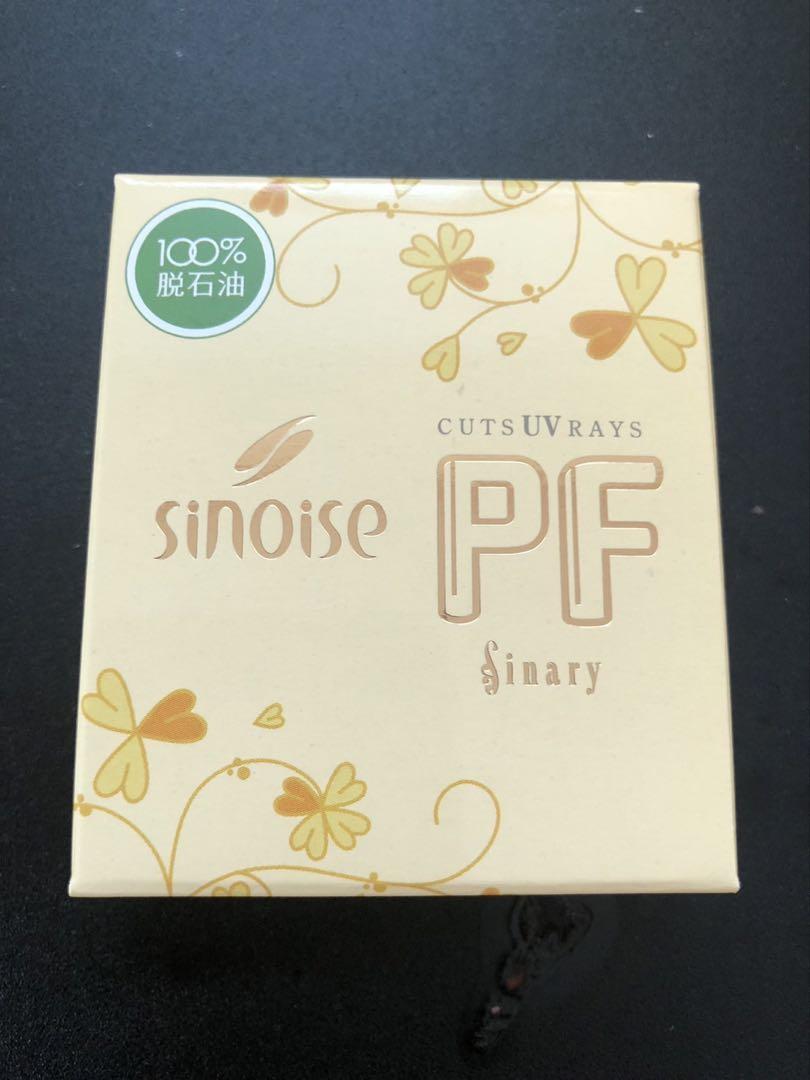 100%
脱石油
sinoise
CUTS UV RAYS
PF
Sinary